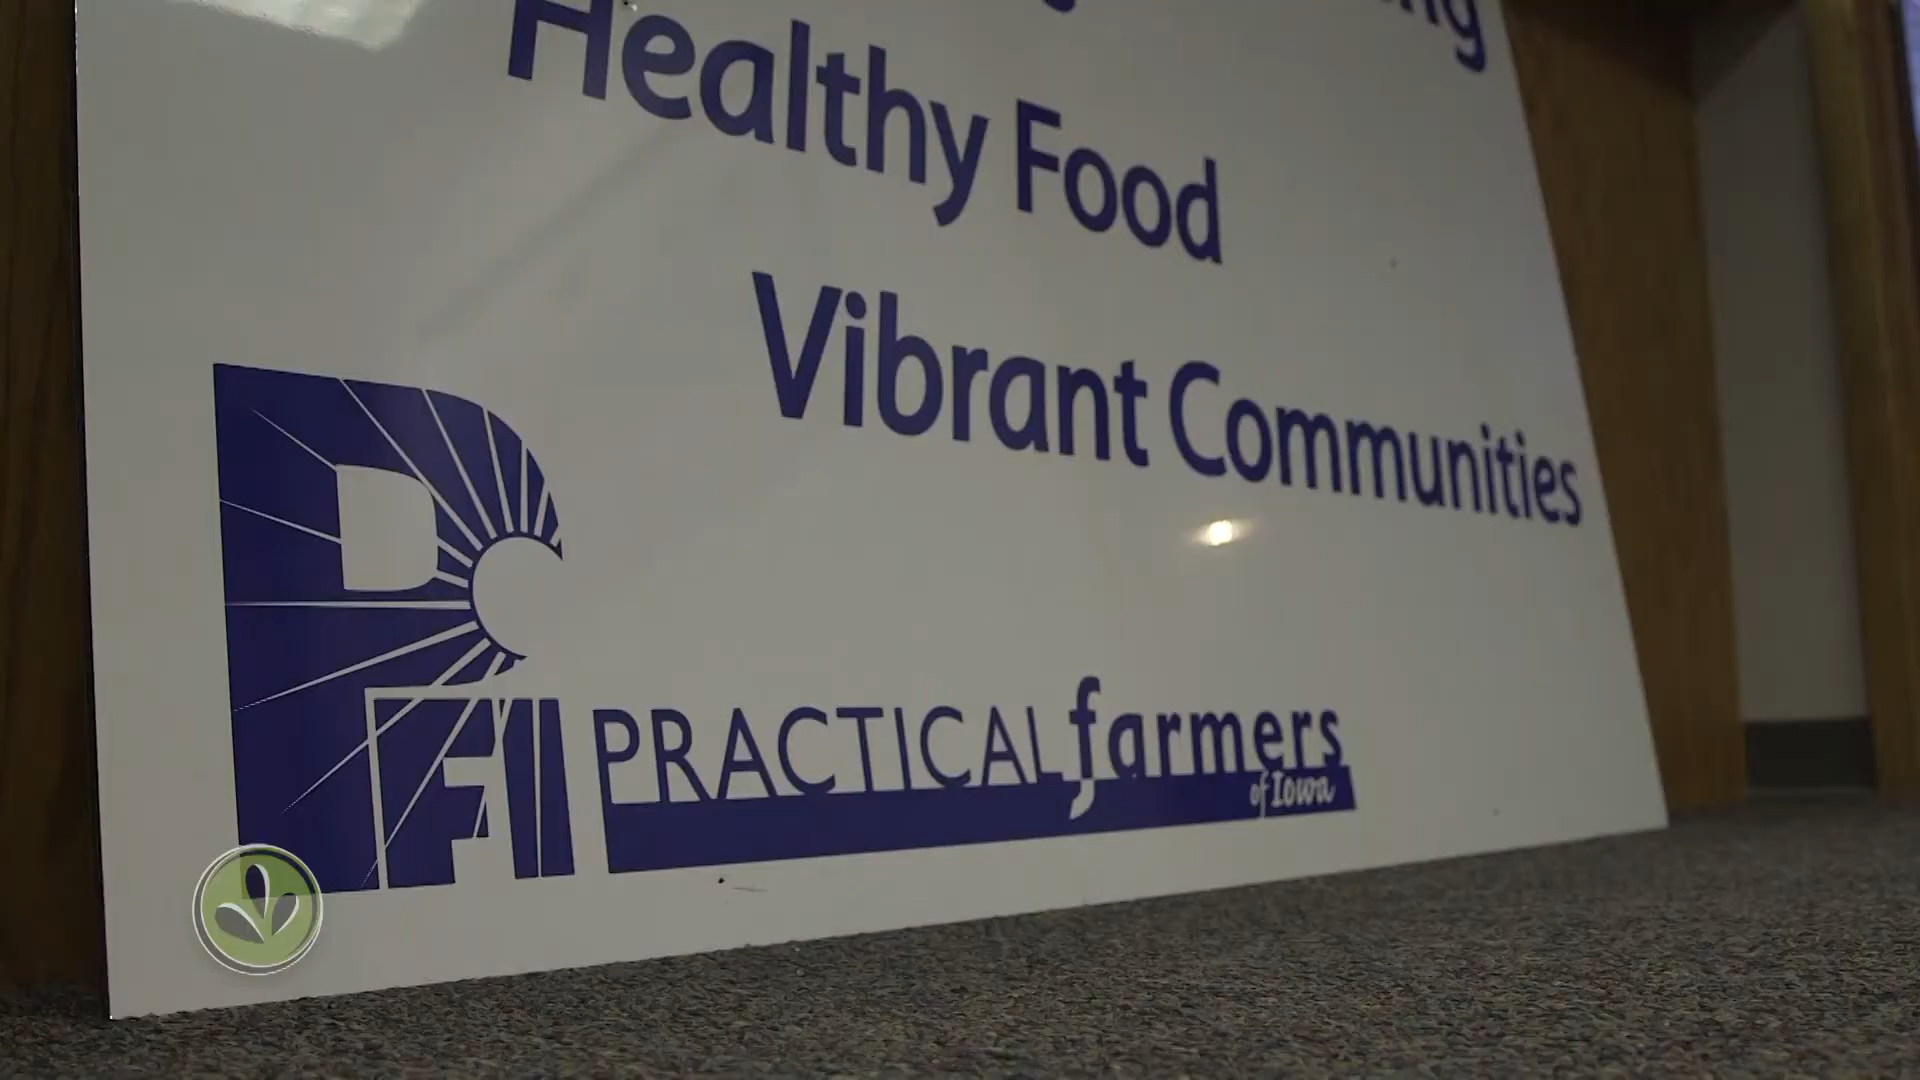 Healthy Food
Vibrant Communities
PFI PRACTICAL farmers
of Iowa